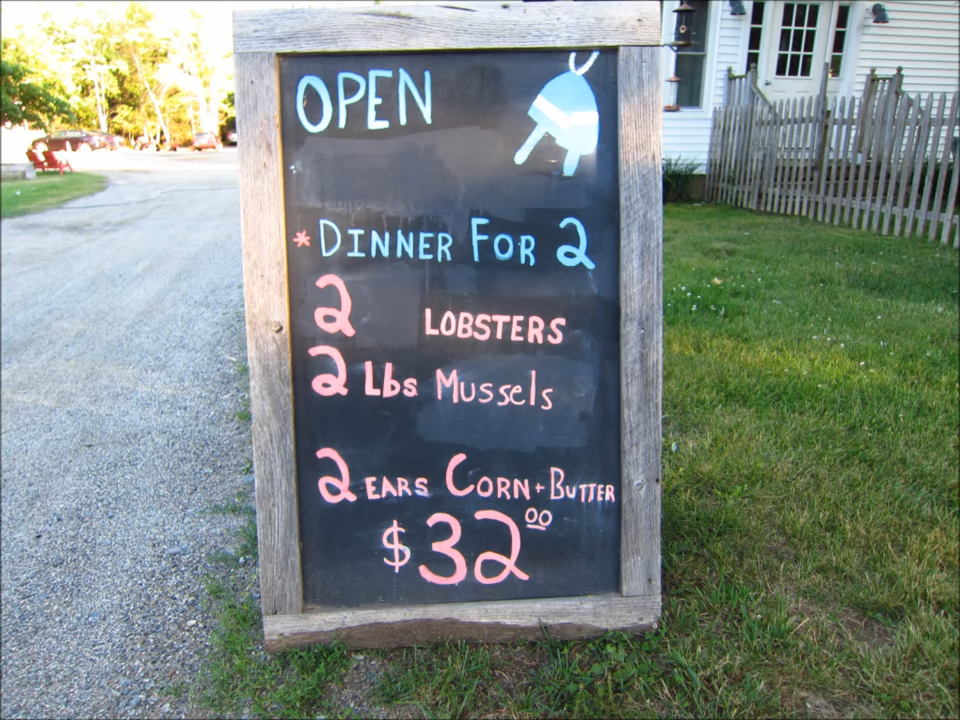 OPEN
* DINNER FOR 2
2 LOBSTERS
2 Lbs Mussels
2 EARS CORN + BUTTER
$32.00